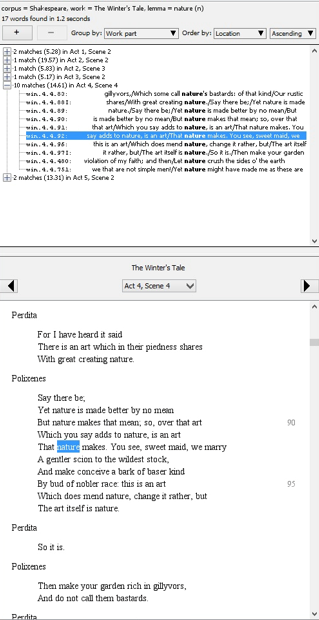 corpus = Shakespeare, work = The Winter's Tale, lemma = nature (n)
17 words found in 1.2 seconds
+ − Group by: Work part Order by: Location Ascending
2 matches (5.28) in Act 1, Scene 2
1 match (19.57) in Act 2, Scene 2
1 match (5.83) in Act 2, Scene 3
1 match (5.17) in Act 3, Scene 2
10 matches (14.61) in Act 4, Scene 4
win.4.4.83: gillyvors,/Which some call nature's bastards: of that kind/Our rustic
win.4.4.88I: shares/With great creating nature./Say there be;/Yet nature is made
win.4.4.89: nature./Say there be;/Yet nature is made better by no mean/But
win.4.4.90: is made better by no mean/But nature makes that mean; so, over that
win.4.4.91: that art/Which you say adds to nature, is an art/That nature makes. You
win.4.4.92: say adds to nature, is an art/That nature makes. You see, sweet maid, we
win.4.4.96: this is an art/Which does mend nature, change it rather, but/The art itself
win.4.4.97I: it rather, but/The art itself is nature./So it is./Then make your garden
win.4.4.480: violation of my faith; and then/Let nature crush the sides o' the earth
win.4.4.751: we that are not simple men!/Yet nature might have made me as these are
2 matches (13.31) in Act 5, Scene 2
The Winter's Tale
Act 4, Scene 4
Perdita
For I have heard it said
There is an art which in their piedness shares
With great creating nature.
Polixenes
Say there be;
Yet nature is made better by no mean
But nature makes that mean; so, over that art 90
Which you say adds to nature, is an art
That nature makes. You see, sweet maid, we marry
A gentler scion to the wildest stock,
And make conceive a bark of baser kind
By bud of nobler race: this is an art 95
Which does mend nature, change it rather, but
The art itself is nature.
Perdita
So it is.
Polixenes
Then make your garden rich in gillyvors,
And do not call them bastards.
Perdita